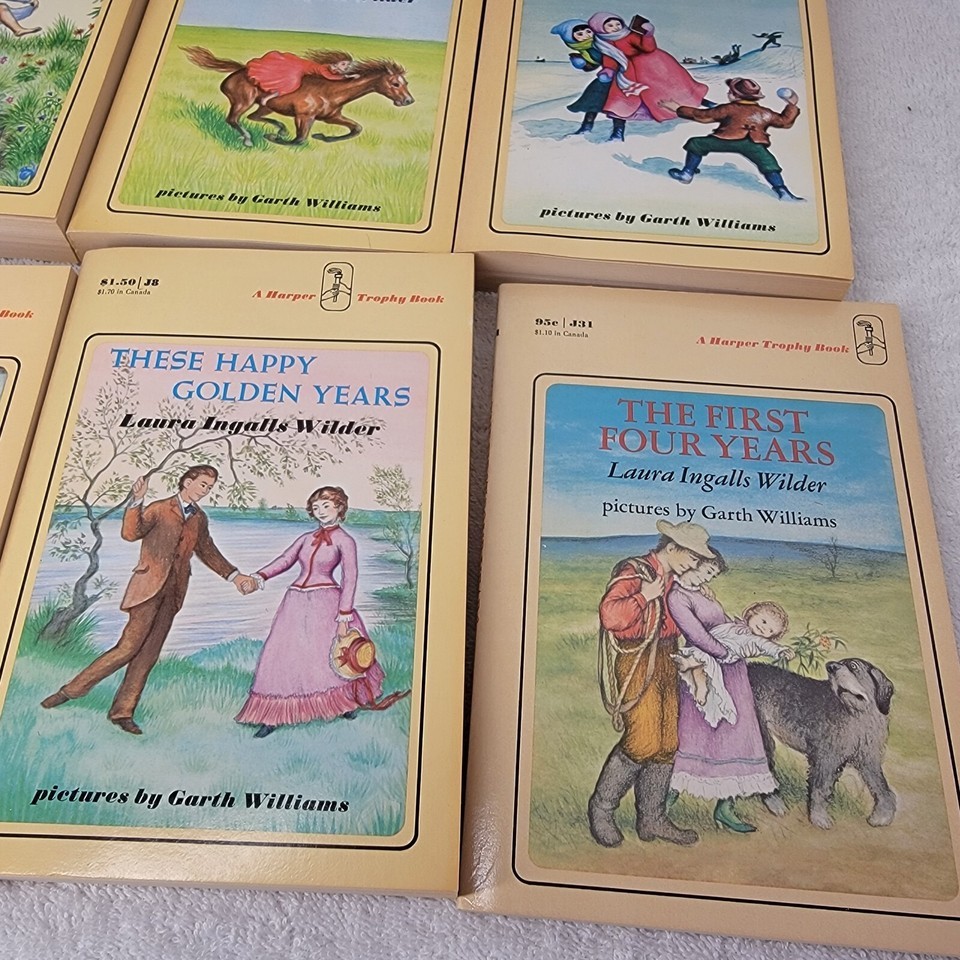 pictures by Garth Williams
pictures by Garth Williams
Book
$1.50 | J8
$1.70 in Canada
A Harper Trophy Book
THESE HAPPY
GOLDEN YEARS
Laura Ingalls Wilder
pictures by Garth Williams
95c | J31
$1.10 in Canada
A Harper Trophy Book
THE FIRST
FOUR YEARS
Laura Ingalls Wilder
pictures by Garth Williams